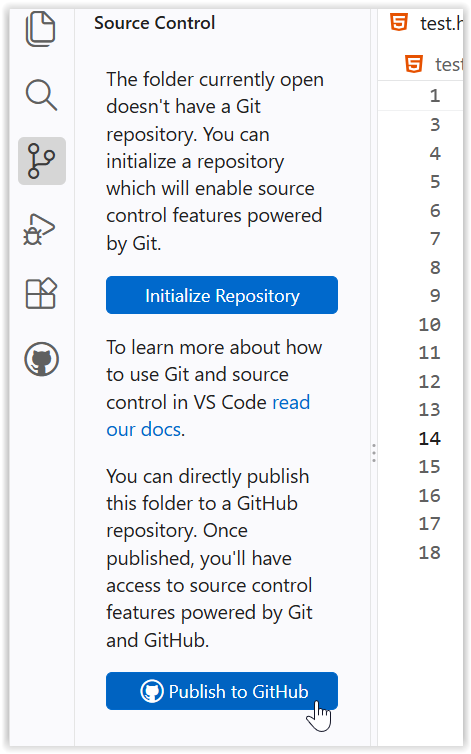 Source Control
The folder currently open
doesn't have a Git
repository. You can
initialize a repository
which will enable source
control features powered
by Git.
Initialize Repository
To learn more about how
to use Git and source
control in VS Code read
our docs.
You can directly publish
this folder to a GitHub
repository. Once
published, you'll have
access to source control
features powered by Git
and GitHub.
Publish to GitHub
test.h
test
1
3
4
5
6
7
8
9
10
11
12
13
14
15
16
17
18